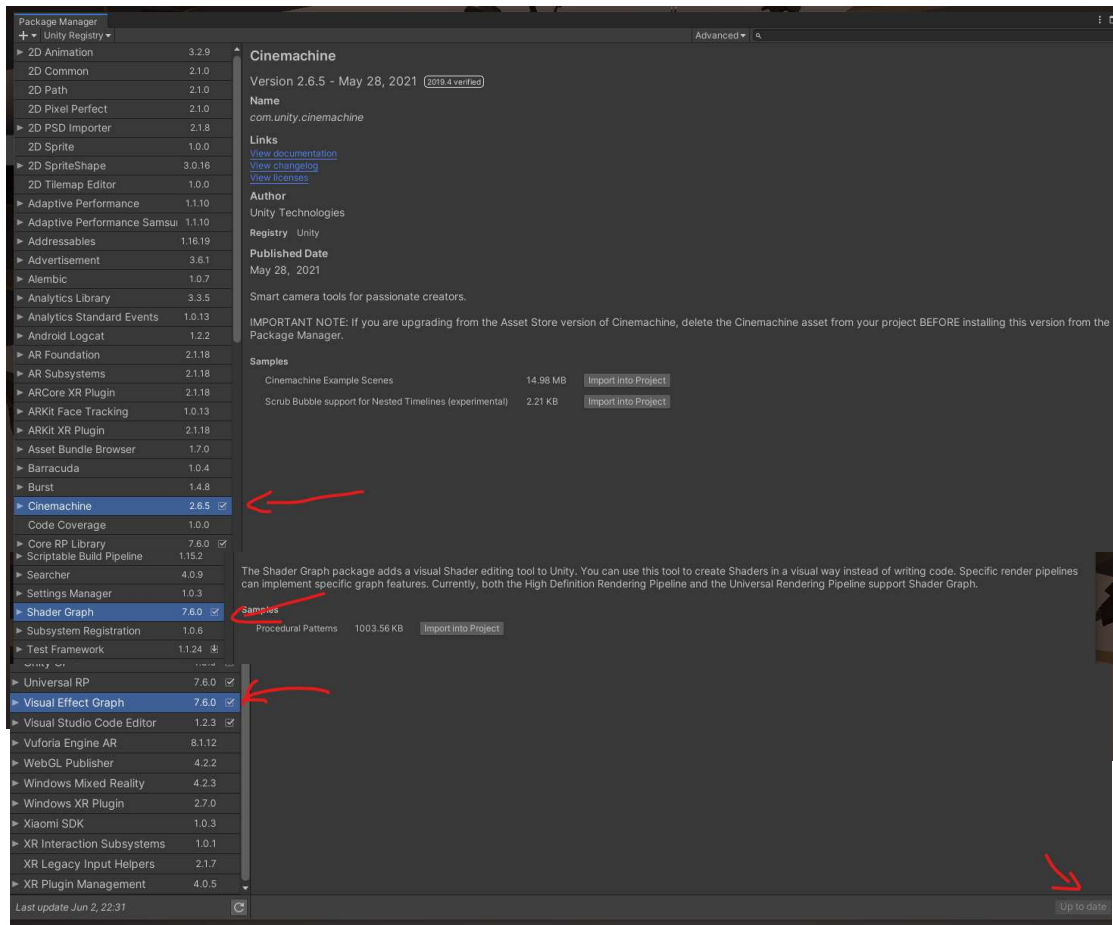 Package Manager
Unity Registry
Advanced
2D Animation 3.2.9
2D Common 2.1.0
2D Path 2.1.0
2D Pixel Perfect 2.1.0
2D PSD Importer 2.1.8
2D Sprite 1.0.0
2D SpriteShape 3.0.16
2D Tilemap Editor 1.0.0
Adaptive Performance 1.1.10
Adaptive Performance Samsu 1.1.10
Addressables 1.16.19
Advertisement 3.6.1
Alembic 1.0.7
Analytics Library 3.3.5
Analytics Standard Events 1.0.13
Android Logcat 1.2.2
AR Foundation 2.1.18
AR Subsystems 2.1.18
ARCore XR Plugin 2.1.18
ARKit Face Tracking 1.0.13
ARKit XR Plugin 2.1.18
Asset Bundle Browser 1.7.0
Barracuda 1.0.4
Burst 1.4.8
Cinemachine 2.6.5
Code Coverage 1.0.0
Core RP Library 7.6.0
Cinemachine
Version 2.6.5 - May 28, 2021 2019.4 verified
Name
com.unity.cinemachine
Links
View documentation
View changelog
View licenses
Author
Unity Technologies
Registry Unity
Published Date
May 28, 2021
Smart camera tools for passionate creators.
IMPORTANT NOTE: If you are upgrading from the Asset Store version of Cinemachine, delete the Cinemachine asset from your project BEFORE installing this version from the
Package Manager.
Samples
Cinemachine Example Scenes 14.98 MB Import into Project
Scrub Bubble support for Nested Timelines (experimental) 2.21 KB Import into Project
Scriptable Build Pipeline 1.15.2
Searcher 4.0.9
Settings Manager 1.0.3
Shader Graph 7.6.0
Subsystem Registration 1.0.6
Test Framework 1.1.24
The Shader Graph package adds a visual Shader editing tool to Unity. You can use this tool to create Shaders in a visual way instead of writing code. Specific render pipelines
can implement specific graph features. Currently, both the High Definition Rendering Pipeline and the Universal Rendering Pipeline support Shader Graph.
Samples
Procedural Patterns 1003.56 KB Import into Project
Universal RP 7.6.0
Visual Effect Graph 7.6.0
Visual Studio Code Editor 1.2.3
Vuforia Engine AR 8.1.12
WebGL Publisher 4.2.2
Windows Mixed Reality 4.2.3
Windows XR Plugin 2.7.0
Xiaomi SDK 1.0.3
XR Interaction Subsystems 1.0.1
XR Legacy Input Helpers 2.1.7
XR Plugin Management 4.0.5
Last update Jun 2, 22:31
Up to date